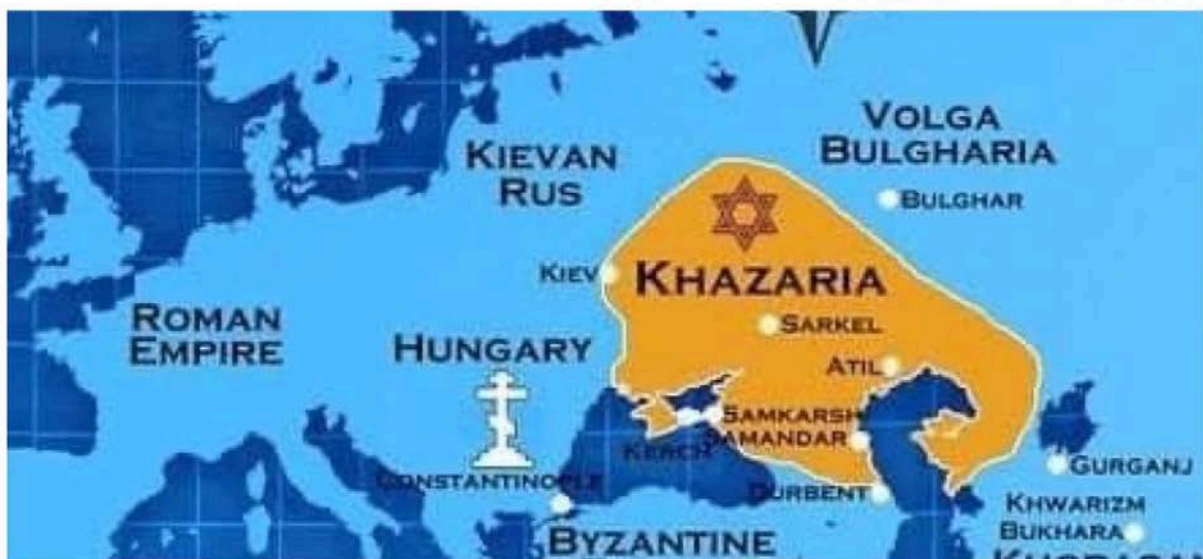 VOLGA
BULGHARIA
KIEVAN
RUS
BULGHAR
KIEV
KHAZARIA
ROMAN
EMPIRE
SARKEL
HUNGARY
ATIL
SAMKARSH
SAMANDAR
KERCH
CONSTANTINOPLE
DURBENT
GURGANJ
KHWARIZM
BUKHARA
BYZANTINE